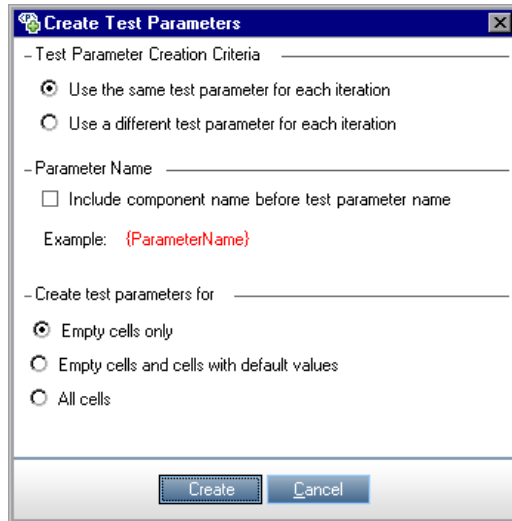 Create Test Parameters
Test Parameter Creation Criteria
Use the same test parameter for each iteration
Use a different test parameter for each iteration
Parameter Name
Include component name before test parameter name
Example: {ParameterName}
Create test parameters for
Empty cells only
Empty cells and cells with default values
All cells
Create Cancel